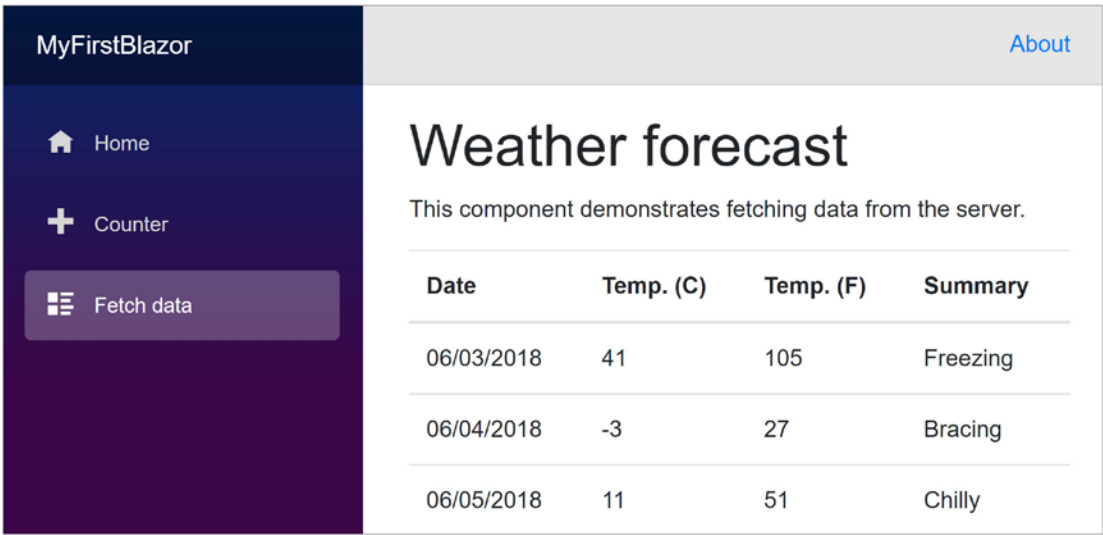 MyFirstBlazor
About
Home
Counter
Fetch data
Weather forecast
This component demonstrates fetching data from the server.
Date Temp. (C) Temp. (F) Summary
06/03/2018 41 105 Freezing
06/04/2018 -3 27 Bracing
06/05/2018 11 51 Chilly